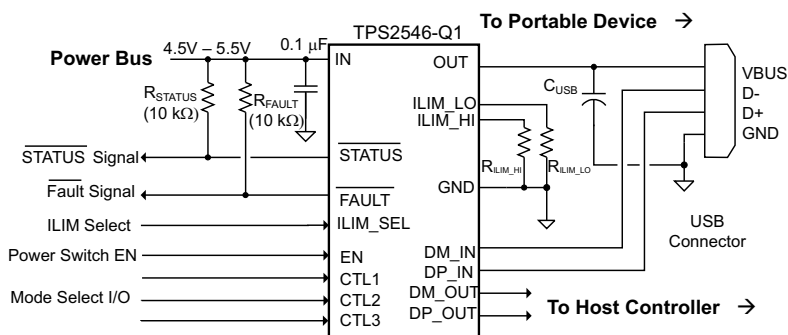 TPS2546-Q1
To Portable Device →
Power Bus
4.5V – 5.5V
0.1 µF
IN
OUT
VBUS
D-
D+
GND
CUSB
RSTATUS
(10 kΩ)
RFAULT
(10 kΩ)
ILIM_LO
ILIM_HI
RILIM_HI
RILIM_LO
STATUS Signal
STATUS
Fault Signal
FAULT
GND
ILIM Select
ILIM_SEL
USB
Connector
Power Switch EN
EN
DM_IN
DP_IN
CTL1
Mode Select I/O
CTL2
CTL3
DM_OUT
DP_OUT
To Host Controller →